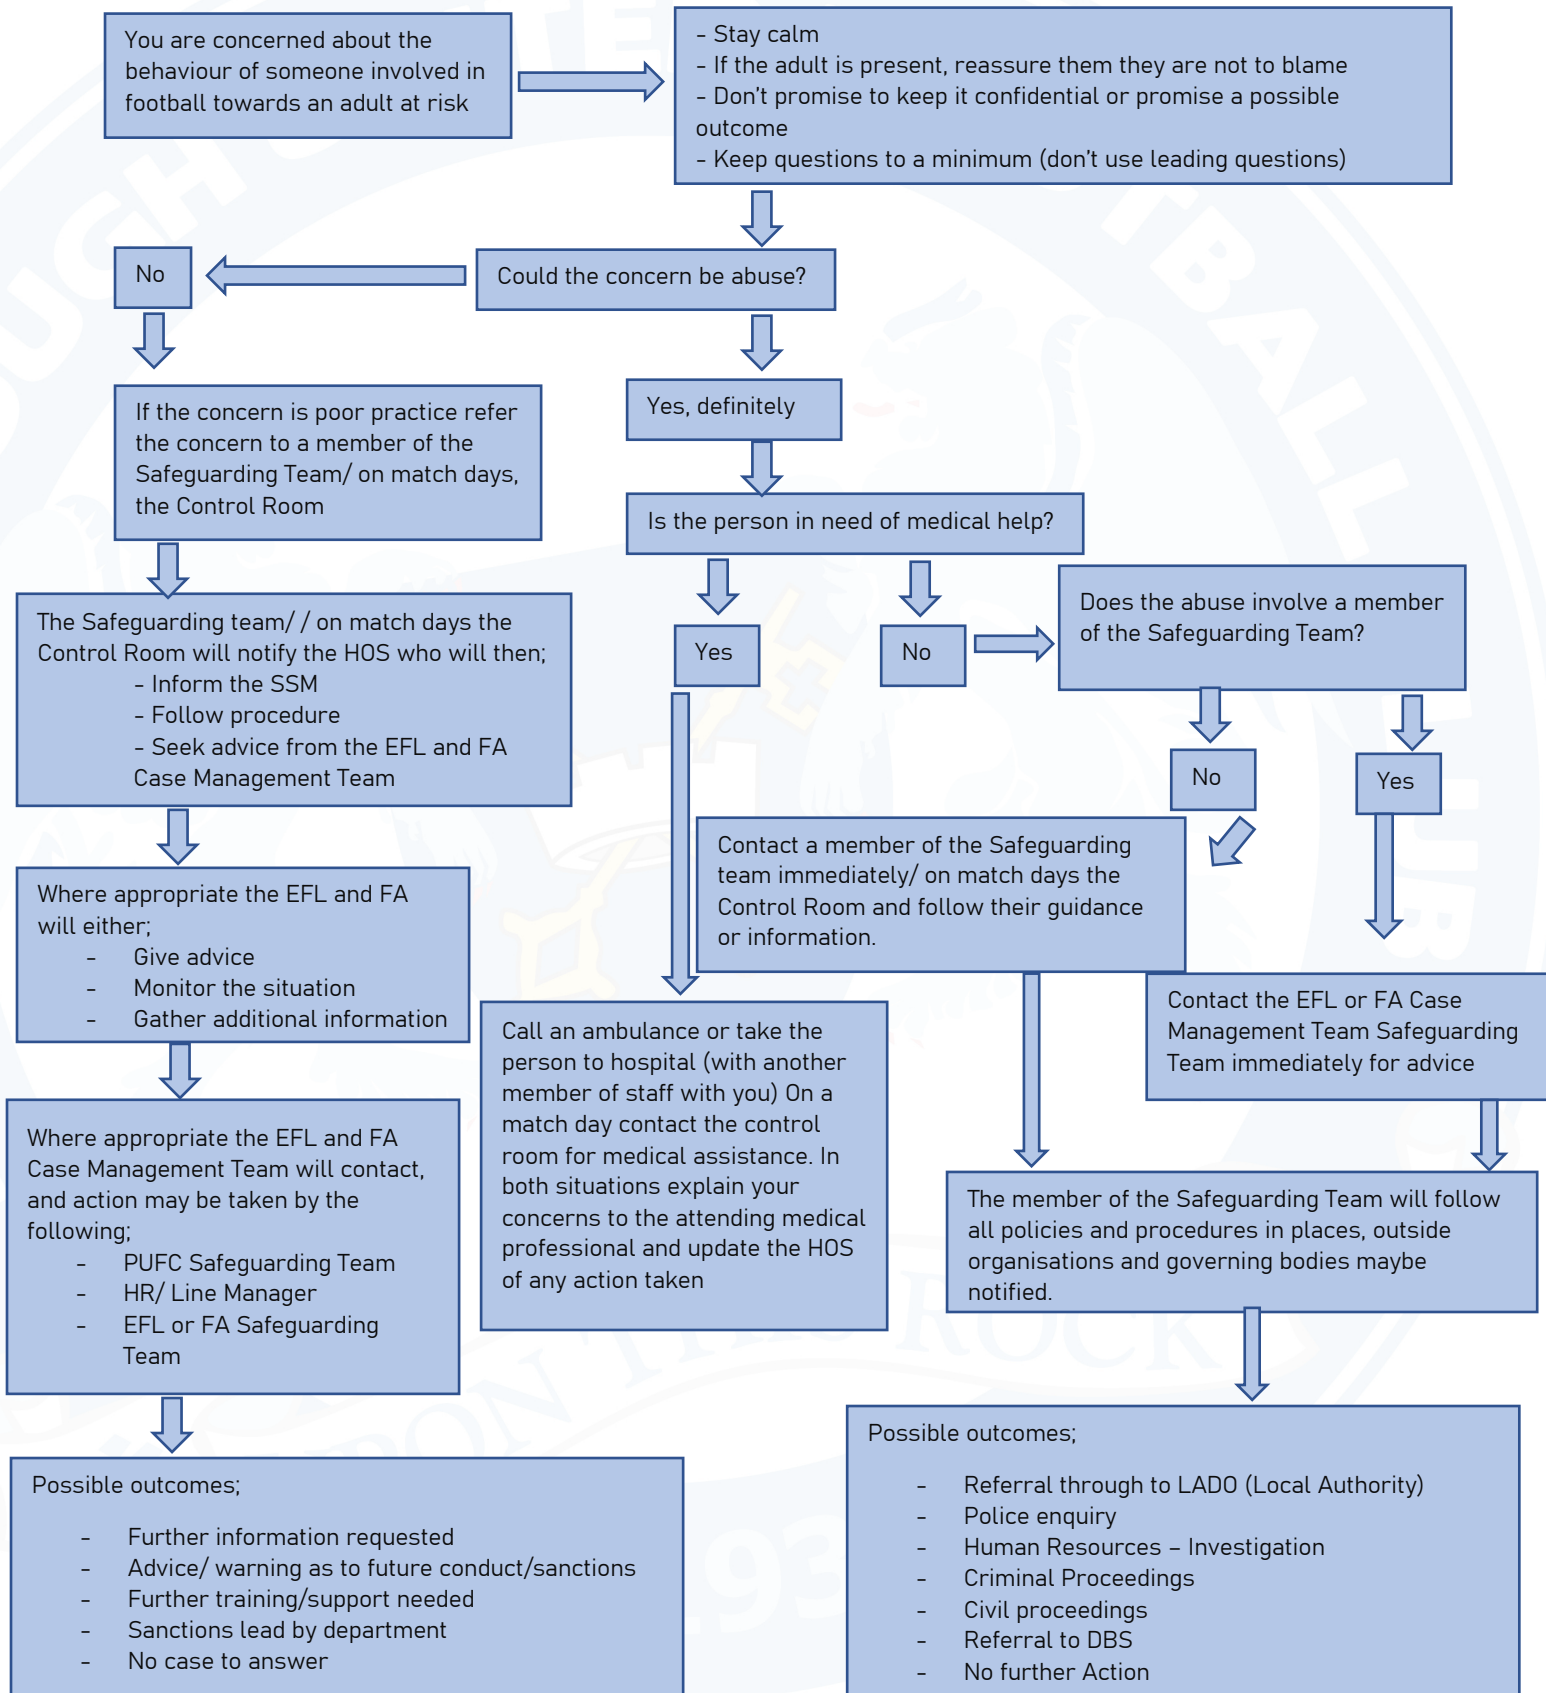 You are concerned about the
behaviour of someone involved in
football towards an adult at risk
- Stay calm
- If the adult is present, reassure them they are not to blame
- Don't promise to keep it confidential or promise a possible
outcome
- Keep questions to a minimum (don't use leading questions)
No
Could the concern be abuse?
If the concern is poor practice refer
the concern to a member of the
Safeguarding Team/ on match days,
the Control Room
Yes, definitely
Is the person in need of medical help?
The Safeguarding team/ / on match days the
Control Room will notify the HOS who will then;
- Inform the SSM
- Follow procedure
- Seek advice from the EFL and FA
Case Management Team
Yes
No
Does the abuse involve a member
of the Safeguarding Team?
No
Yes
Where appropriate the EFL and FA
will either;
- Give advice
- Monitor the situation
- Gather additional information
Contact a member of the Safeguarding
team immediately/ on match days the
Control Room and follow their guidance
or information.
Call an ambulance or take the
person to hospital (with another
member of staff with you) On a
match day contact the control
room for medical assistance. In
both situations explain your
concerns to the attending medical
professional and update the HOS
of any action taken
Contact the EFL or FA Case
Management Team Safeguarding
Team immediately for advice
Where appropriate the EFL and FA
Case Management Team will contact,
and action may be taken by the
following;
- PUFC Safeguarding Team
- HR/ Line Manager
- EFL or FA Safeguarding
Team
The member of the Safeguarding Team will follow
all policies and procedures in places, outside
organisations and governing bodies maybe
notified.
Possible outcomes;
- Further information requested
- Advice/ warning as to future conduct/sanctions
- Further training/support needed
- Sanctions lead by department
- No case to answer
Possible outcomes;
- Referral through to LADO (Local Authority)
- Police enquiry
- Human Resources – Investigation
- Criminal Proceedings
- Civil proceedings
- Referral to DBS
- No further Action